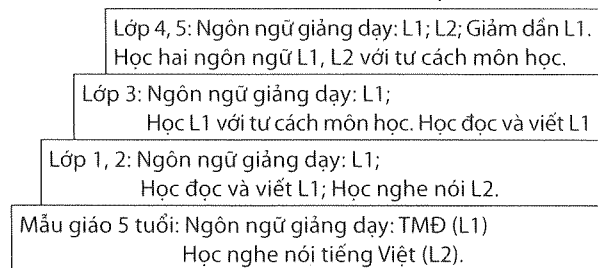 Lớp 4, 5: Ngôn ngữ giảng dạy: L1; L2; Giảm dần L1.
Học hai ngôn ngữ L1, L2 với tư cách môn học.
Lớp 3: Ngôn ngữ giảng dạy: L1;
Học L1 với tư cách môn học. Học đọc và viết L1
Lớp 1, 2: Ngôn ngữ giảng dạy: L1;
Học đọc và viết L1; Học nghe nói L2.
Mẫu giáo 5 tuổi: Ngôn ngữ giảng dạy: TMĐ (L1)
Học nghe nói tiếng Việt (L2).